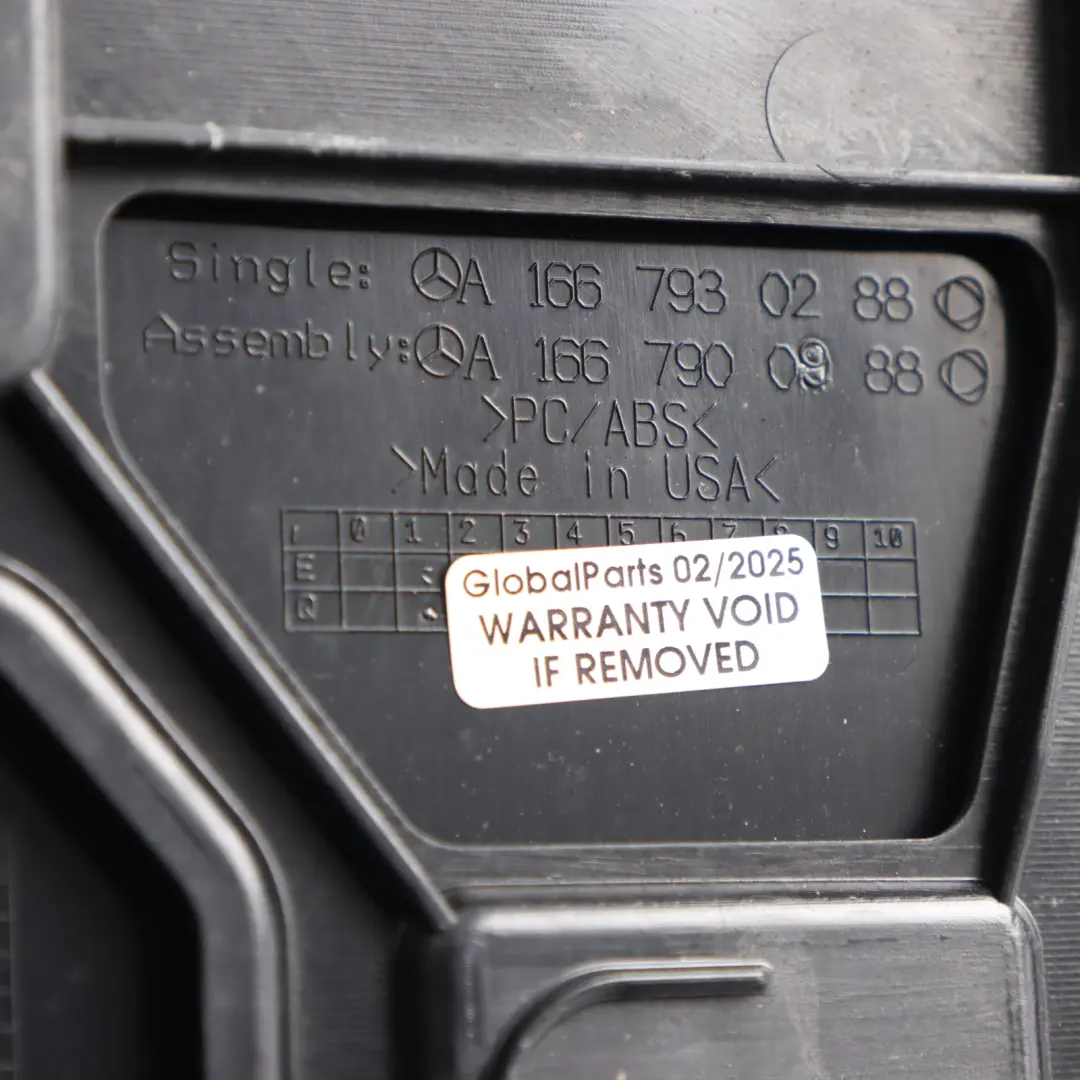 Single: A 166 793 02 88
Assembly: A 166 790 09 88
>PC/ABS<
>Made in USA<
r 0 1 2 3 4 5 6 7 8 9 10
E
Q
GlobalParts 02/2025
WARRANTY VOID
IF REMOVED